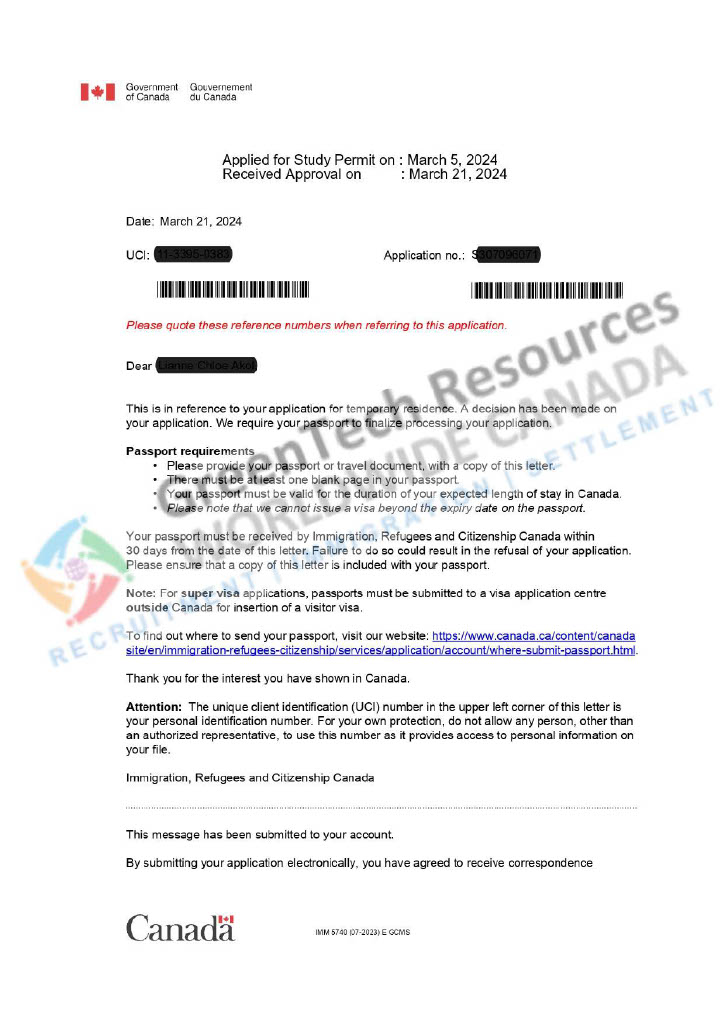 Government Gouvernement
of Canada du Canada
Applied for Study Permit on : March 5, 2024
Received Approval on : March 21, 2024
Date: March 21, 2024
UCI:
Application no.:
Please quote these reference numbers when referring to this application.
Dear
This is in reference to your application for temporary residence. A decision has been made on
your application. We require your passport to finalize processing your application.
Passport requirements
• Please provide your passport or travel document, with a copy of this letter.
• There must be at least one blank page in your passport.
• Your passport must be valid for the duration of your expected length of stay in Canada.
• Please note that we cannot issue a visa beyond the expiry date on the passport.
Your passport must be received by Immigration, Refugees and Citizenship Canada within
30 days from the date of this letter. Failure to do so could result in the refusal of your application.
Please ensure that a copy of this letter is included with your passport.
Note: For super visa applications, passports must be submitted to a visa application centre
outside Canada for insertion of a visitor visa.
To find out where to send your passport, visit our website: https://www.canada.ca/content/canada
site/en/immigration-refugees-citizenship/services/application/account/where-submit-passport.html.
Thank you for the interest you have shown in Canada.
Attention: The unique client identification (UCI) number in the upper left corner of this letter is
your personal identification number. For your own protection, do not allow any person, other than
an authorized representative, to use this number as it provides access to personal information on
your file.
Immigration, Refugees and Citizenship Canada
This message has been submitted to your account.
By submitting your application electronically, you have agreed to receive correspondence
Canada
IMM 5740 (07-2023) E GCMS
GreenTech Resources
WORLDWIDE CANADA
RECRUITMENT | IMMIGRATION | SETTLEMENT